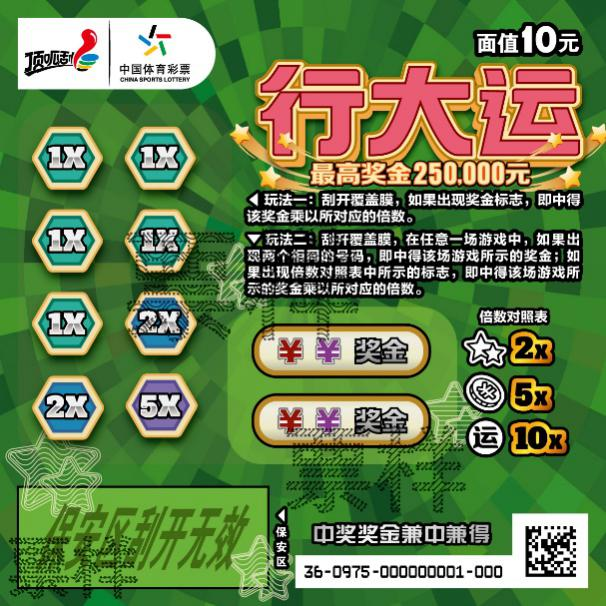 顶呱刮
中国体育彩票
CHINA SPORTS LOTTERY
面值10元
行大运
最高奖金250,000元
玩法一：刮开覆盖膜，如果出现奖金标志，即中得
该奖金乘以所对应的倍数。
玩法二：刮开覆盖膜，在任意一场游戏中，如果出
现两个相同的号码，即中得该场游戏所示的奖金；如
果出现倍数对照表中所示的标志，即中得该场游戏所
示的奖金乘以所对应的倍数。
1X 1X
1X 1X
1X 2X
2X 5X
倍数对照表
¥ ¥ 奖金
2X
5X
¥ ¥ 奖金
运 10X
票样
票样
票样
保安区刮开无效
保安区
中奖奖金兼中兼得
36-0975-000000001-000